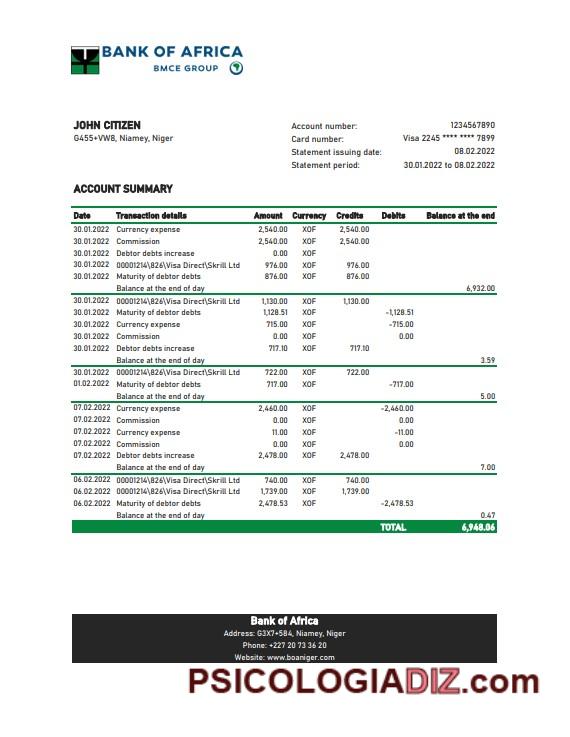 BANK OF AFRICA
BMCE GROUP
JOHN CITIZEN
G455+VW8, Niamey, Niger
Account number: 1234567890
Card number: Visa 2245 **** **** 7899
Statement issuing date: 08.02.2022
Statement period: 30.01.2022 to 08.02.2022
ACCOUNT SUMMARY
Date Transaction details Amount Currency Credits Debits Balance at the end
30.01.2022 Currency expense 2,540.00 XOF 2,540.00
30.01.2022 Commission 2,540.00 XOF 2,540.00
30.01.2022 Debtor debts increase 0.00 XOF
30.01.2022 00001214\826\Visa Direct\Skrill Ltd 976.00 XOF 976.00
30.01.2022 Maturity of debtor debts 876.00 XOF 876.00
Balance at the end of day 6,932.00
30.01.2022 00001214\826\Visa Direct\Skrill Ltd 1,130.00 XOF 1,130.00
30.01.2022 Maturity of debtor debts 1,128.51 XOF -1,128.51
30.01.2022 Currency expense 715.00 XOF -715.00
30.01.2022 Commission 0.00 XOF 0.00
30.01.2022 Debtor debts increase 717.10 XOF 717.10
Balance at the end of day 3.59
30.01.2022 00001214\826\Visa Direct\Skrill Ltd 722.00 XOF 722.00
01.02.2022 Maturity of debtor debts 717.00 XOF -717.00
Balance at the end of day 5.00
07.02.2022 Currency expense 2,460.00 XOF -2,460.00
07.02.2022 Commission 0.00 XOF 0.00
07.02.2022 Currency expense 11.00 XOF -11.00
07.02.2022 Commission 0.00 XOF 0.00
07.02.2022 Debtor debts increase 2,478.00 XOF 2,478.00
Balance at the end of day 7.00
06.02.2022 00001214\826\Visa Direct\Skrill Ltd 740.00 XOF 740.00
06.02.2022 00001214\826\Visa Direct\Skrill Ltd 1,739.00 XOF 1,739.00
06.02.2022 Maturity of debtor debts 2,478.53 XOF -2,478.53
Balance at the end of day 0.47
TOTAL 6,948.06
Bank of Africa
Address: G3X7+584, Niamey, Niger
Phone: +227 20 73 36 20
Website: www.boaniger.com
PSICOLOGIADIZ.com